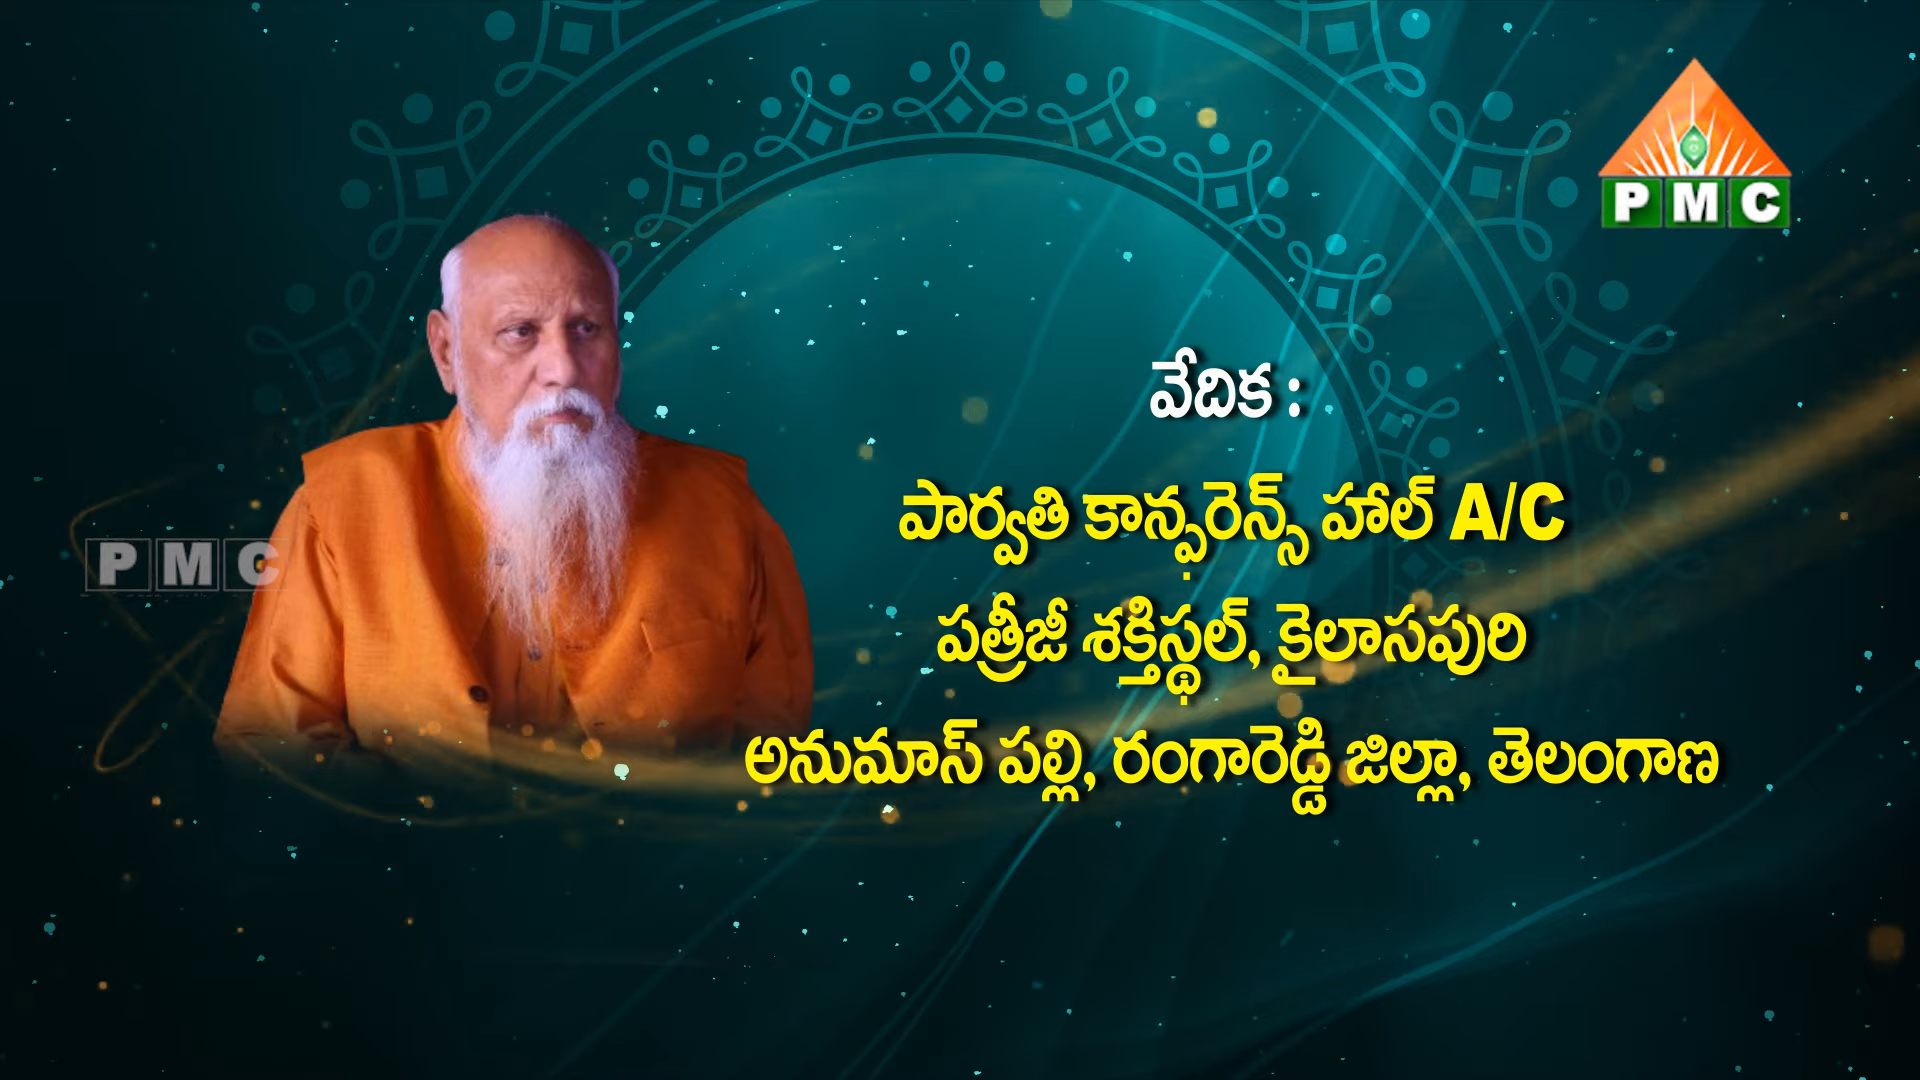 PMC
వేదిక :
పార్వతి కాన్ఫరెన్స్ హాల్ A/C
పత్రీజీ శక్తిస్థల్, కైలాసపురి
అనుమాస్ పల్లి, రంగారెడ్డి జిల్లా, తెలంగాణ
PMC